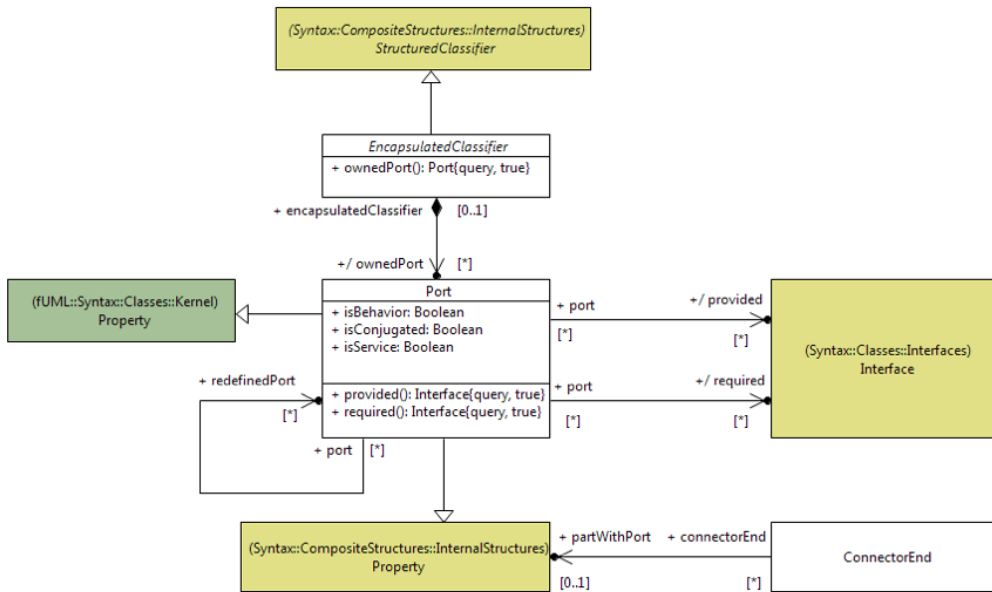 (Syntax::CompositeStructures::InternalStructures)
StructuredClassifier
EncapsulatedClassifier
+ ownedPort(): Port{query, true}
+ encapsulatedClassifier [0..1]
+/ ownedPort [*]
(fUML::Syntax::Classes::Kernel)
Property
Port
+ isBehavior: Boolean
+ isConjugated: Boolean
+ isService: Boolean
+ provided(): Interface{query, true}
+ required(): Interface{query, true}
+ port +/ provided
[*] [*]
+ port +/ required
[*] [*]
(Syntax::Classes::Interfaces)
Interface
+ redefinedPort
[*]
+ port [*]
(Syntax::CompositeStructures::InternalStructures)
Property
+ partWithPort + connectorEnd
[0..1] [*]
ConnectorEnd